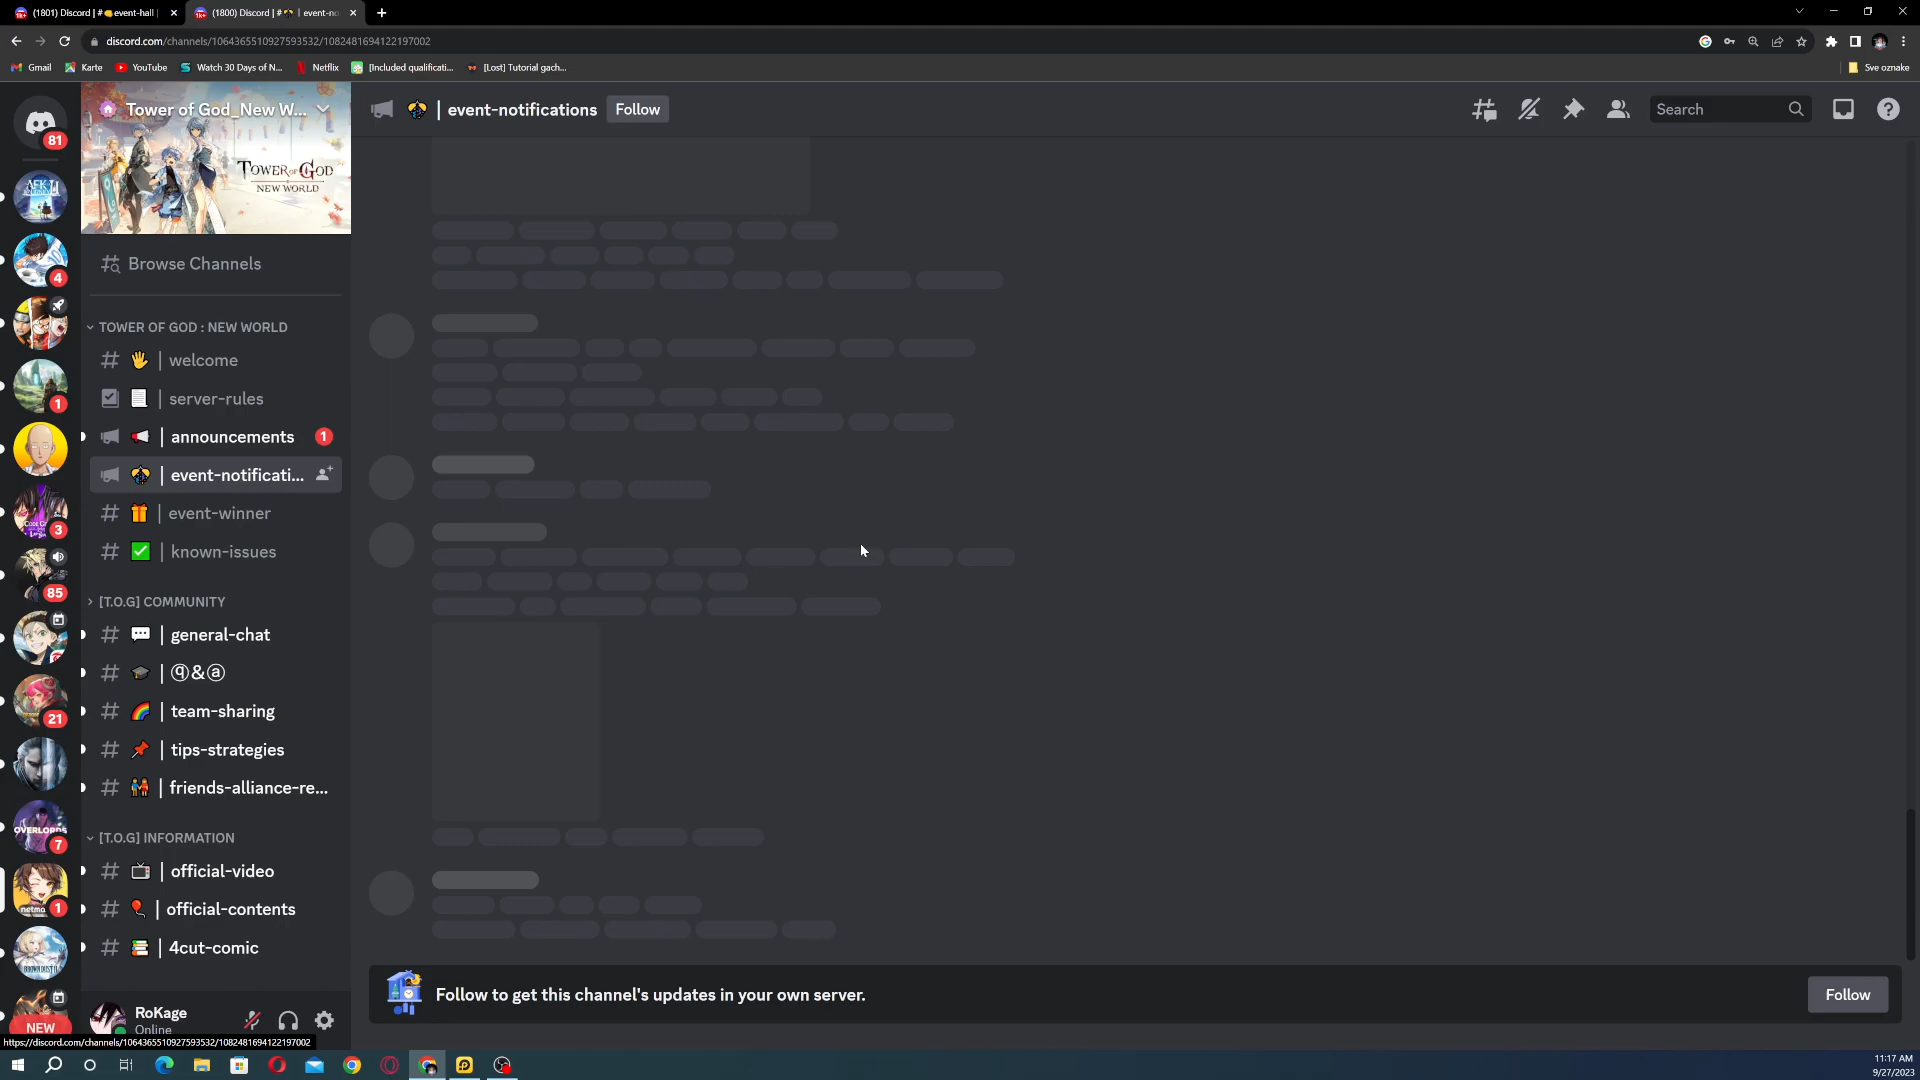 (1801) Discord | #👊event-hall |
(1800) Discord | # | event-no
discord.com/channels/1064365510927593532/1082481694122197002
Gmail
Karte
YouTube
Watch 30 Days of N...
Netflix
[Included qualificati...
[Lost] Tutorial gach...
Sve oznake
Tower of God_New W...
TOWER OF GOD
NEW WORLD
| event-notifications
Follow
Search
81
4
1
3
85
21
OVERLORDS
7
netma
1
NEW
Browse Channels
TOWER OF GOD : NEW WORLD
# 👋 | welcome
| server-rules
| announcements 1
| event-notificati...
# 🎁 | event-winner
# ✅ | known-issues
[T.O.G] COMMUNITY
# 💬 | general-chat
# 🎓 | ⓠ&ⓐ
# 🌈 | team-sharing
# 📌 | tips-strategies
# | friends-alliance-re...
[T.O.G] INFORMATION
# 📺 | official-video
# 🎈 | official-contents
# 📚 | 4cut-comic
Follow to get this channel's updates in your own server.
Follow
RoKage
Online
https://discord.com/channels/1064365510927593532/1082481694122197002
11:17 AM
9/27/2023